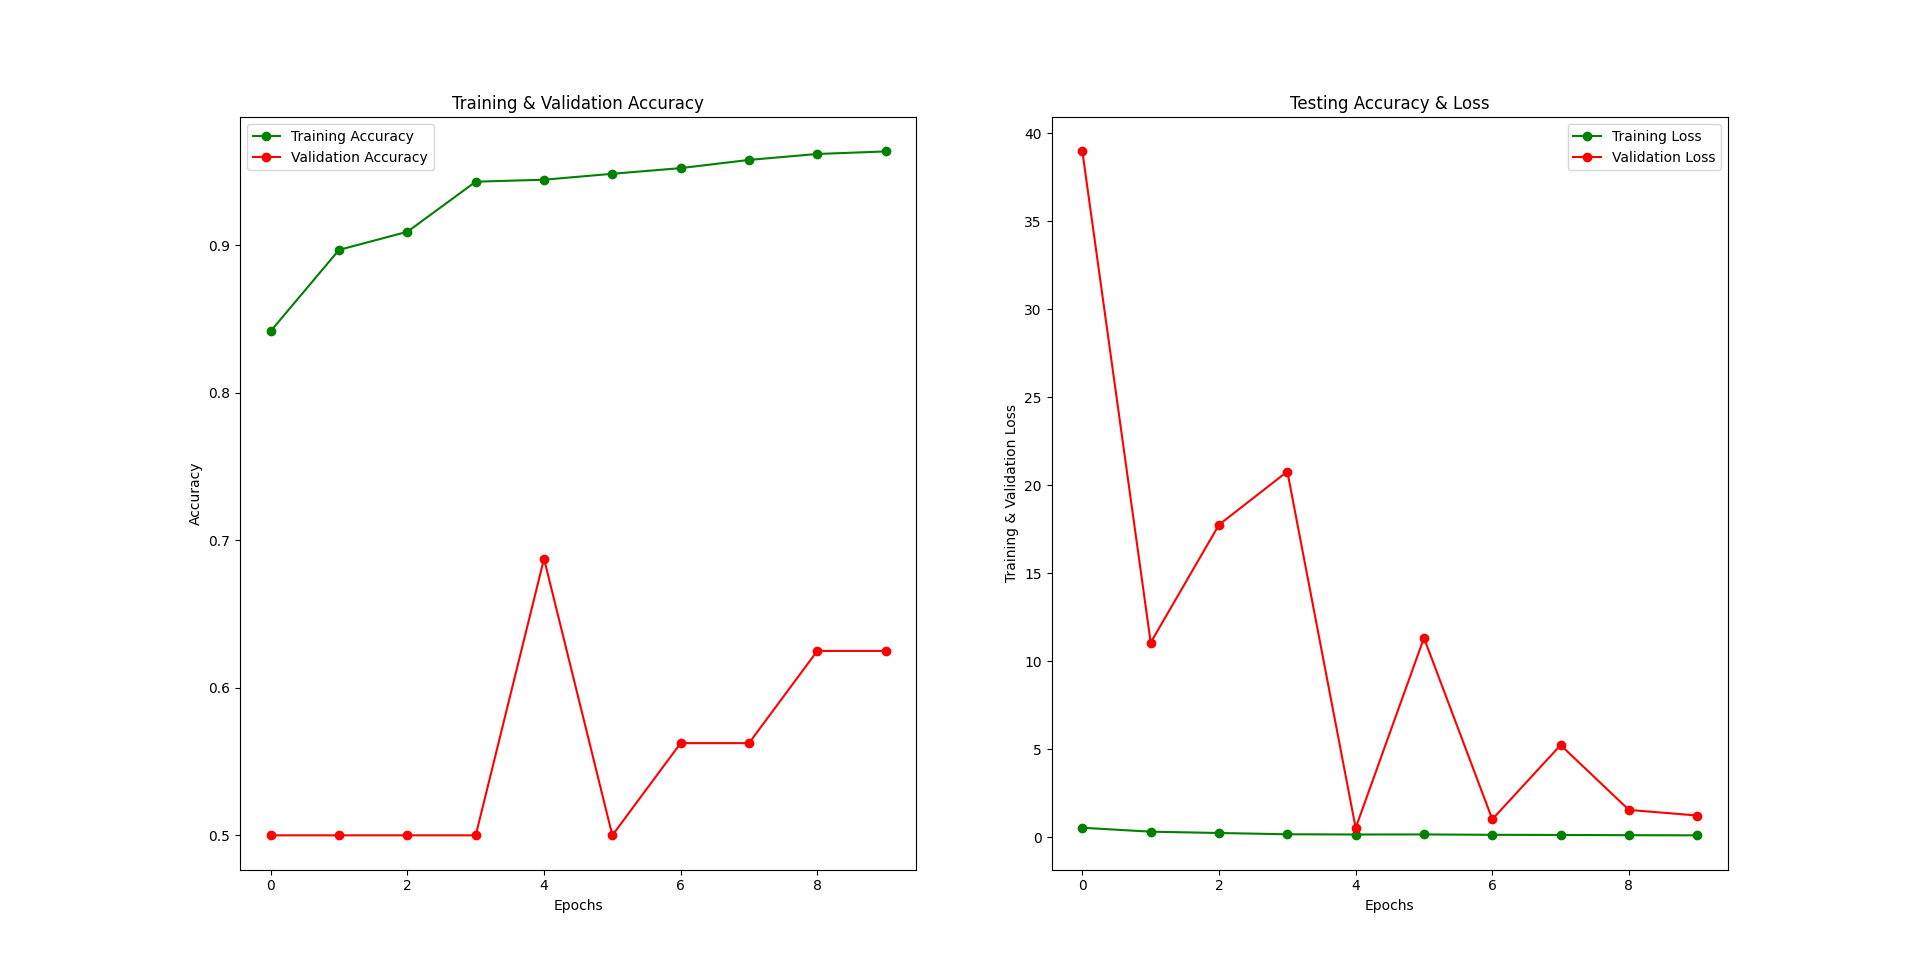 Training & Validation Accuracy
Training Accuracy
Validation Accuracy
0.9
0.8
0.7
0.6
0.5
Accuracy
0 2 4 6 8
Epochs
Testing Accuracy & Loss
Training Loss
Validation Loss
40
35
30
25
20
15
10
5
0
Training & Validation Loss
0 2 4 6 8
Epochs